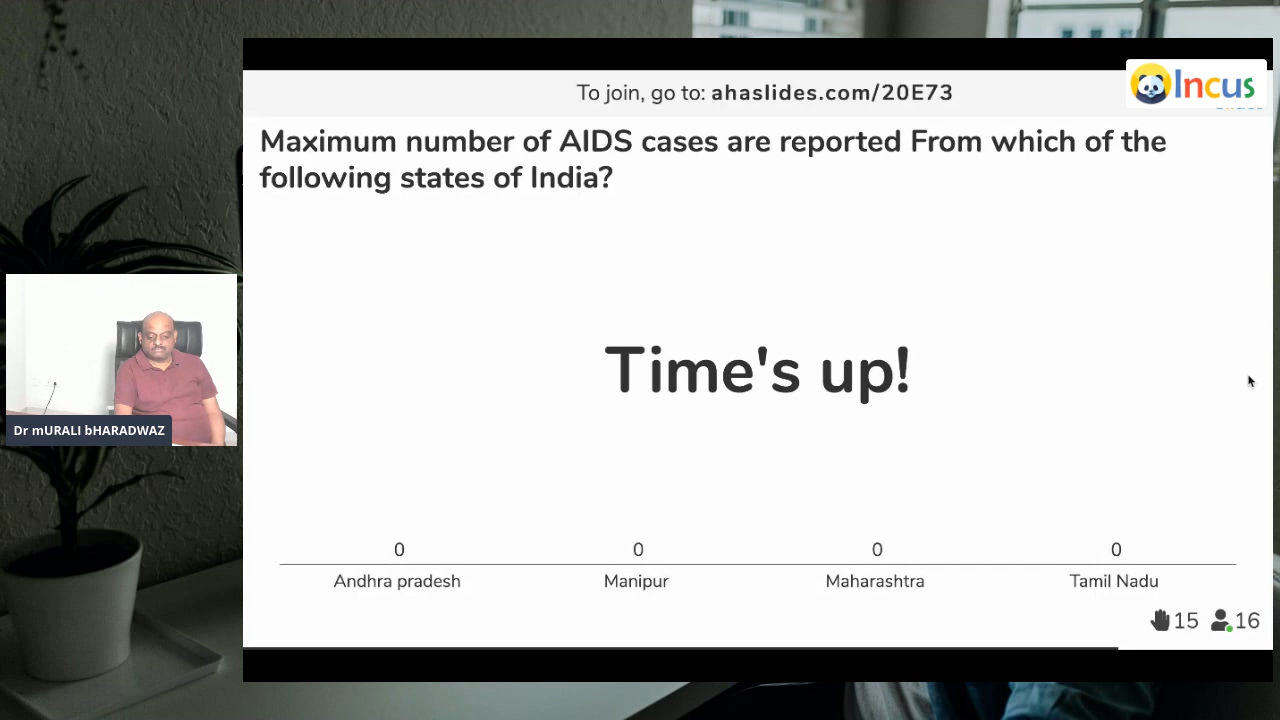 To join, go to: ahaslides.com/20E73
Incus
Maximum number of AIDS cases are reported From which of the
following states of India?
Time's up!
Dr mURALI bHARADWAZ
0 0 0 0
Andhra pradesh Manipur Maharashtra Tamil Nadu
15 16